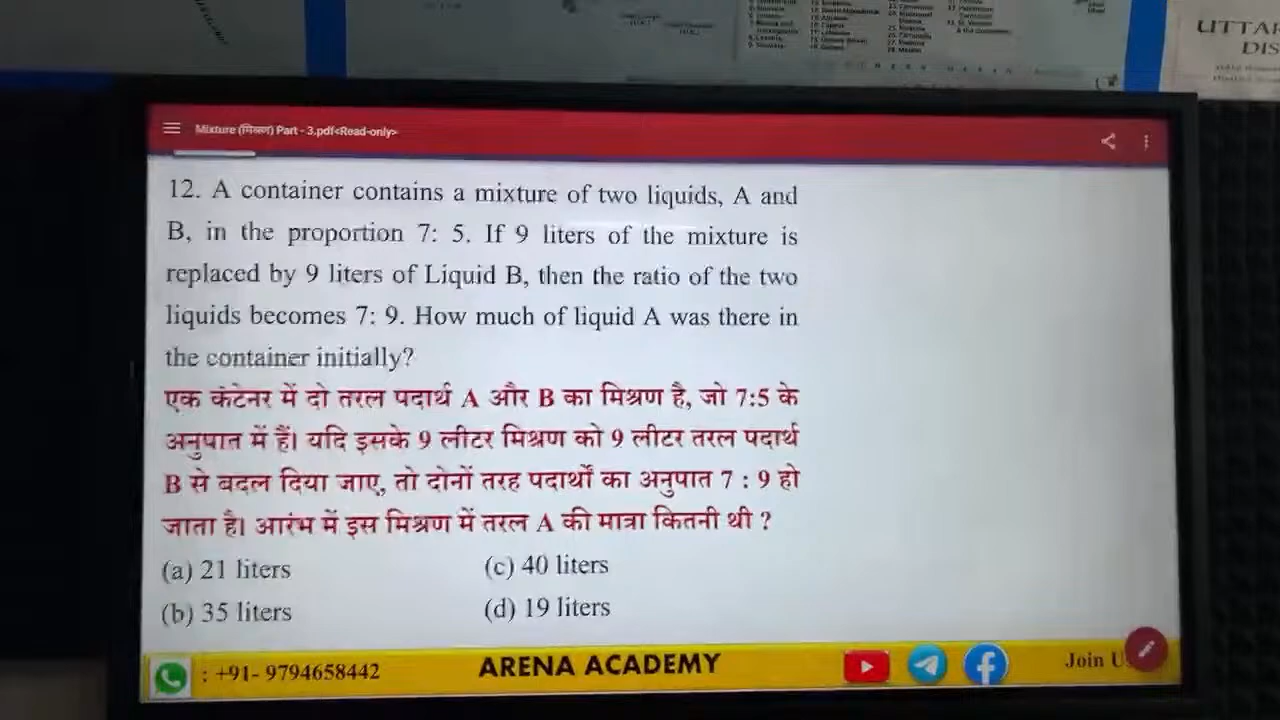 UTTAR
DIS
Mixture (मिश्रण) Part - 3.pdf<Read-only>
12. A container contains a mixture of two liquids, A and
B, in the proportion 7: 5. If 9 liters of the mixture is
replaced by 9 liters of Liquid B, then the ratio of the two
liquids becomes 7: 9. How much of liquid A was there in
the container initially?
एक कंटेनर में दो तरल पदार्थ A और B का मिश्रण है, जो 7:5 के
अनुपात में हैं। यदि इसके 9 लीटर मिश्रण को 9 लीटर तरल पदार्थ
B से बदल दिया जाए, तो दोनों तरह पदार्थों का अनुपात 7 : 9 हो
जाता है। आरंभ में इस मिश्रण में तरल A की मात्रा कितनी थी ?
(a) 21 liters (c) 40 liters
(b) 35 liters (d) 19 liters
: +91- 9794658442 ARENA ACADEMY Join U